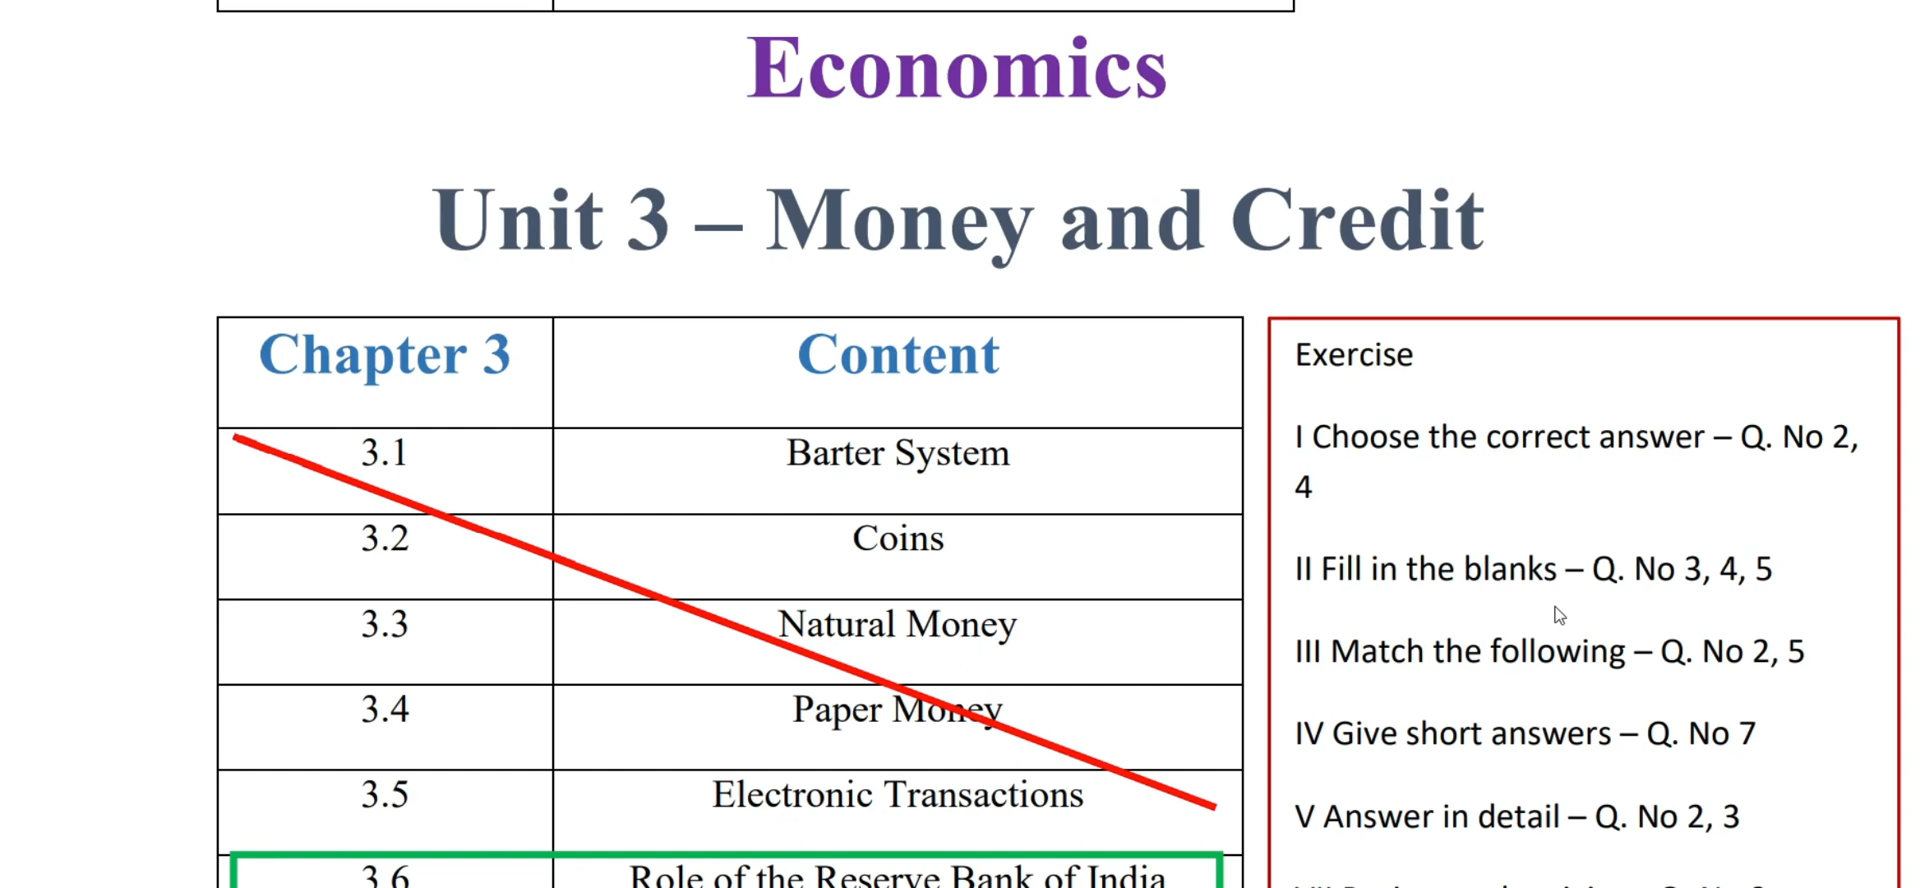 Economics
Unit 3 – Money and Credit
Chapter 3 Content
3.1 Barter System
3.2 Coins
3.3 Natural Money
3.4 Paper Money
3.5 Electronic Transactions
3.6 Role of the Reserve Bank of India
Exercise
I Choose the correct answer – Q. No 2,
4
II Fill in the blanks – Q. No 3, 4, 5
III Match the following – Q. No 2, 5
IV Give short answers – Q. No 7
V Answer in detail – Q. No 2, 3